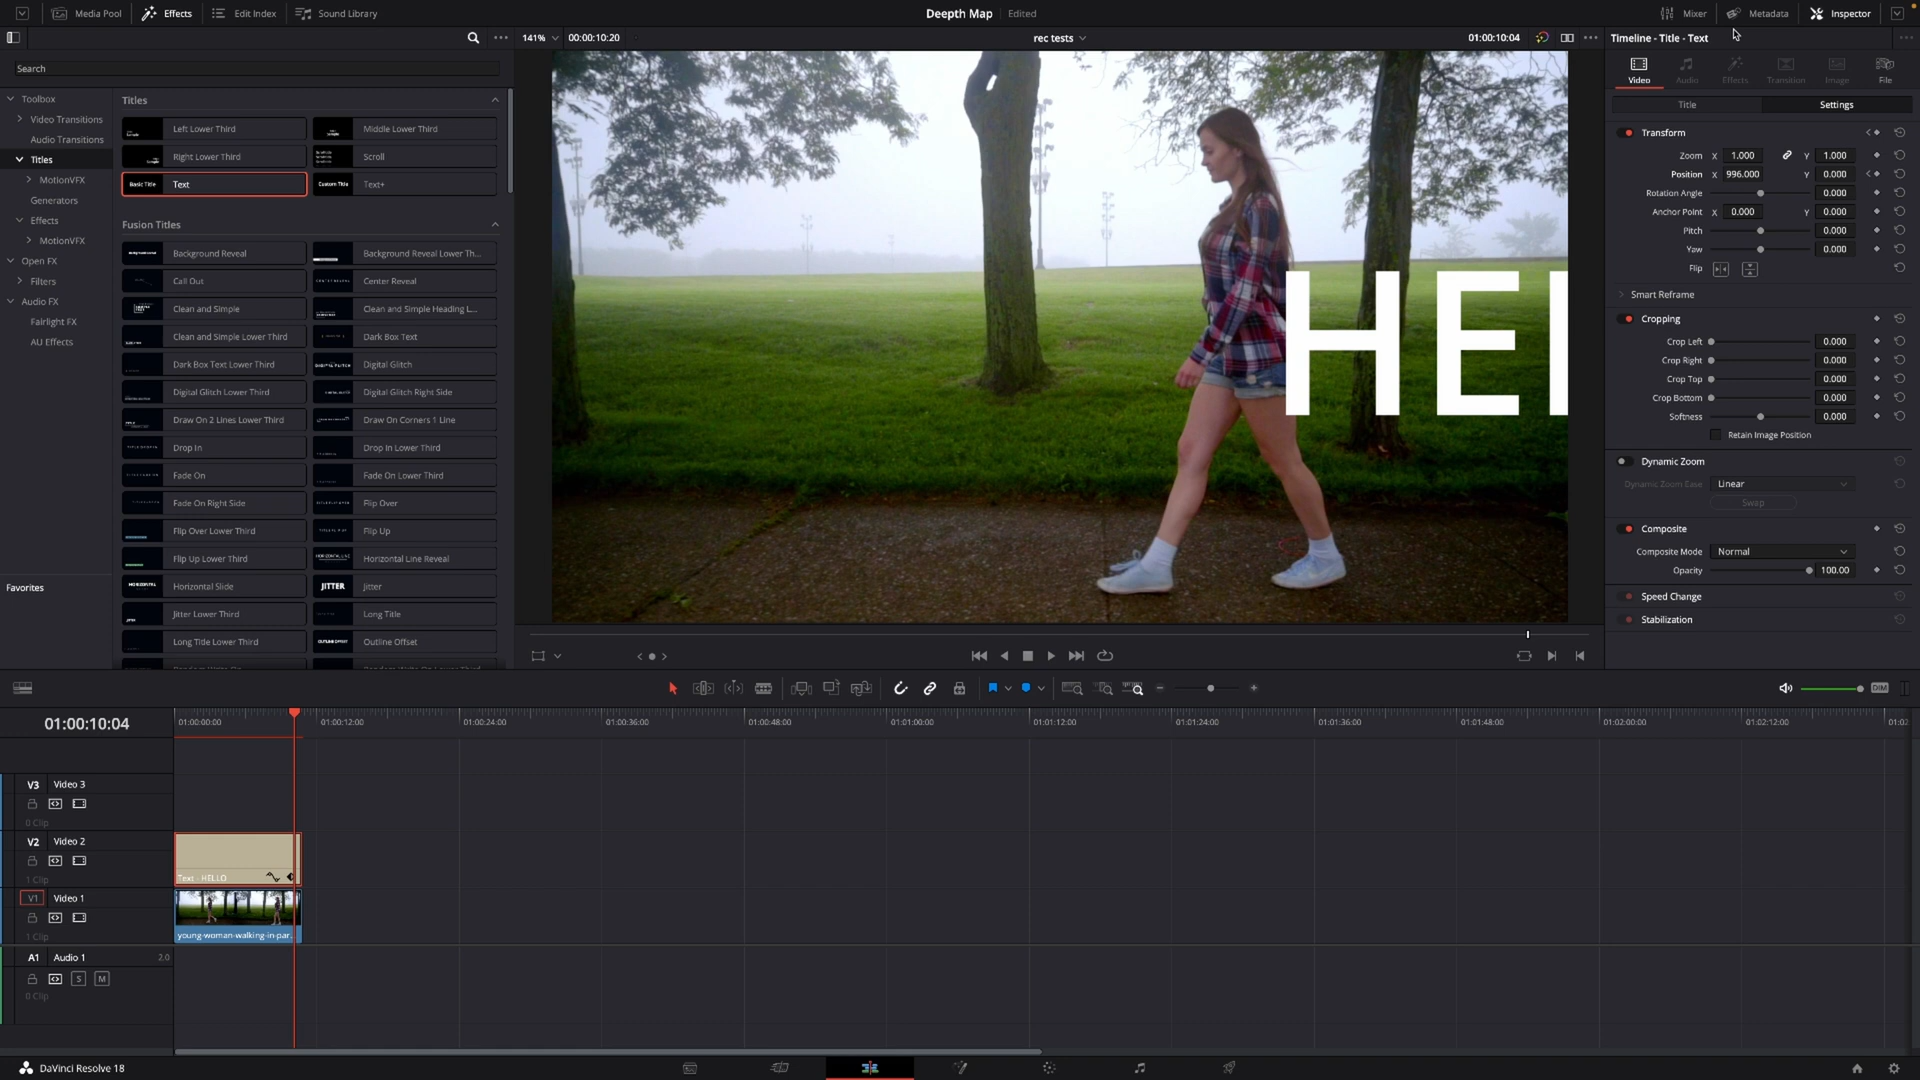 Media Pool
Effects
Edit Index
Sound Library
Deepth Map
Edited
Mixer
Metadata
Inspector
141%
00:00:10:20
rec tests
01:00:10:04
Timeline - Title - Text
Search
Video
Audio
Effects
Transition
Image
File
Toolbox
Video Transitions
Audio Transitions
Titles
MotionVFX
Generators
Effects
MotionVFX
Open FX
Filters
Audio FX
Fairlight FX
AU Effects
Favorites
Titles
Left Lower Third
Middle Lower Third
Right Lower Third
Scroll
Basic Title
Text
Custom Title
Text+
Fusion Titles
Background Reveal
Background Reveal Lower Th...
Call Out
Center Reveal
Clean and Simple
Clean and Simple Heading L...
Clean and Simple Lower Third
Dark Box Text
Dark Box Text Lower Third
Digital Glitch
Digital Glitch Lower Third
Digital Glitch Right Side
Draw On 2 Lines Lower Third
Draw On Corners 1 Line
Drop In
Drop In Lower Third
Fade On
Fade On Lower Third
Fade On Right Side
Flip Over
Flip Over Lower Third
Flip Up
Flip Up Lower Third
Horizontal Line Reveal
Horizontal Slide
JITTER
Jitter
Jitter Lower Third
Long Title
Long Title Lower Third
Outline Offset
HEL
Title
Settings
Transform
Zoom X 1.000 Y 1.000
Position X 996.000 Y 0.000
Rotation Angle 0.000
Anchor Point X 0.000 Y 0.000
Pitch 0.000
Yaw 0.000
Flip
Smart Reframe
Cropping
Crop Left 0.000
Crop Right 0.000
Crop Top 0.000
Crop Bottom 0.000
Softness 0.000
Retain Image Position
Dynamic Zoom
Dynamic Zoom Ease Linear
Swap
Composite
Composite Mode Normal
Opacity 100.00
Speed Change
Stabilization
DIM
01:00:10:04
01:00:00:00
01:00:12:00
01:00:24:00
01:00:36:00
01:00:48:00
01:01:00:00
01:01:12:00
01:01:24:00
01:01:36:00
01:01:48:00
01:02:00:00
01:02:12:00
V3 Video 3
0 Clip
V2 Video 2
1 Clip
Text - HELLO
V1 Video 1
1 Clip
young-woman-walking-in-par...
A1 Audio 1 2.0
S M
0 Clip
DaVinci Resolve 18